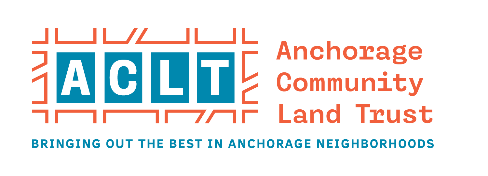 ACLT
Anchorage
Community
Land Trust
BRINGING OUT THE BEST IN ANCHORAGE NEIGHBORHOODS